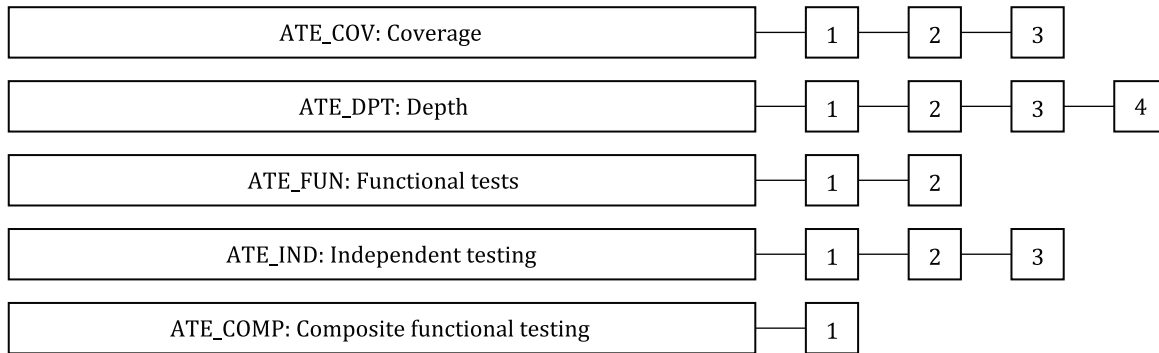 ATE_COV: Coverage 1 2 3
ATE_DPT: Depth 1 2 3 4
ATE_FUN: Functional tests 1 2
ATE_IND: Independent testing 1 2 3
ATE_COMP: Composite functional testing 1